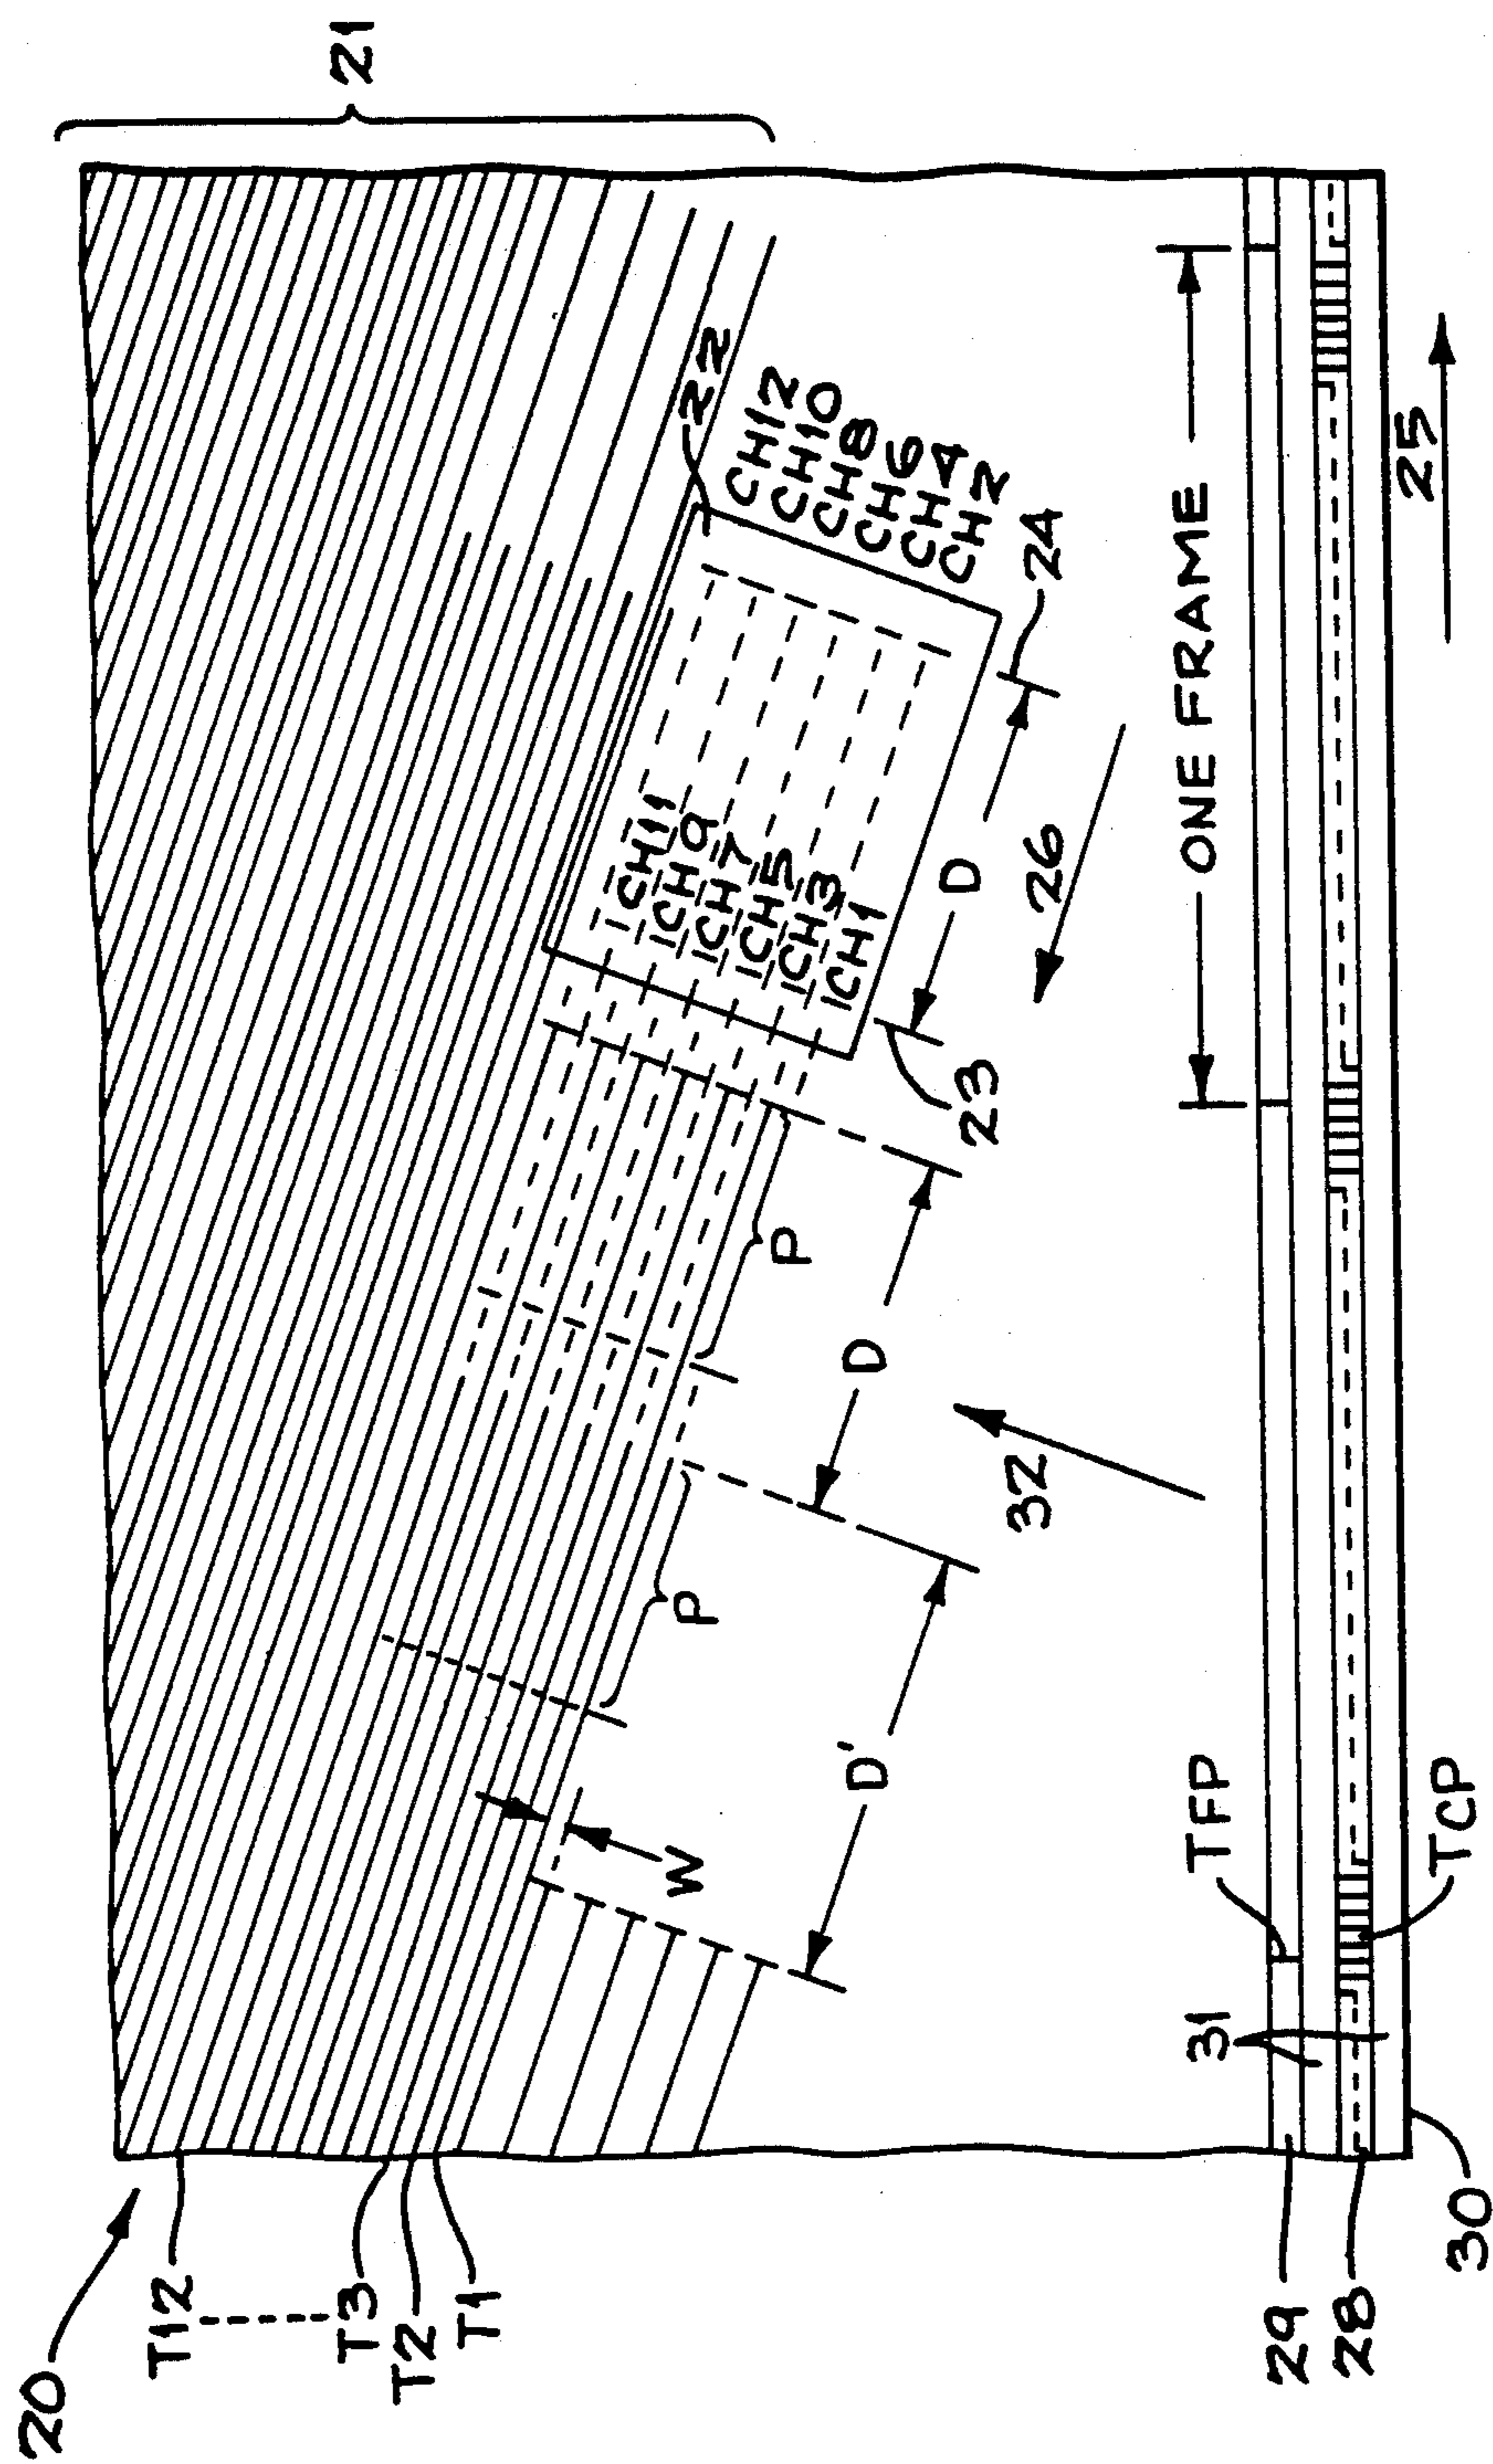 20
T12
T3
T2
T1
21
22
CH12
CH10
CH8
CH6
CH4
CH2
CH11
CH9
CH7
CH5
CH3
CH1
24
23
D
26
P
D
P
D'
W
32
ONE FRAME
25
TFP
TCP
31
29
28
30